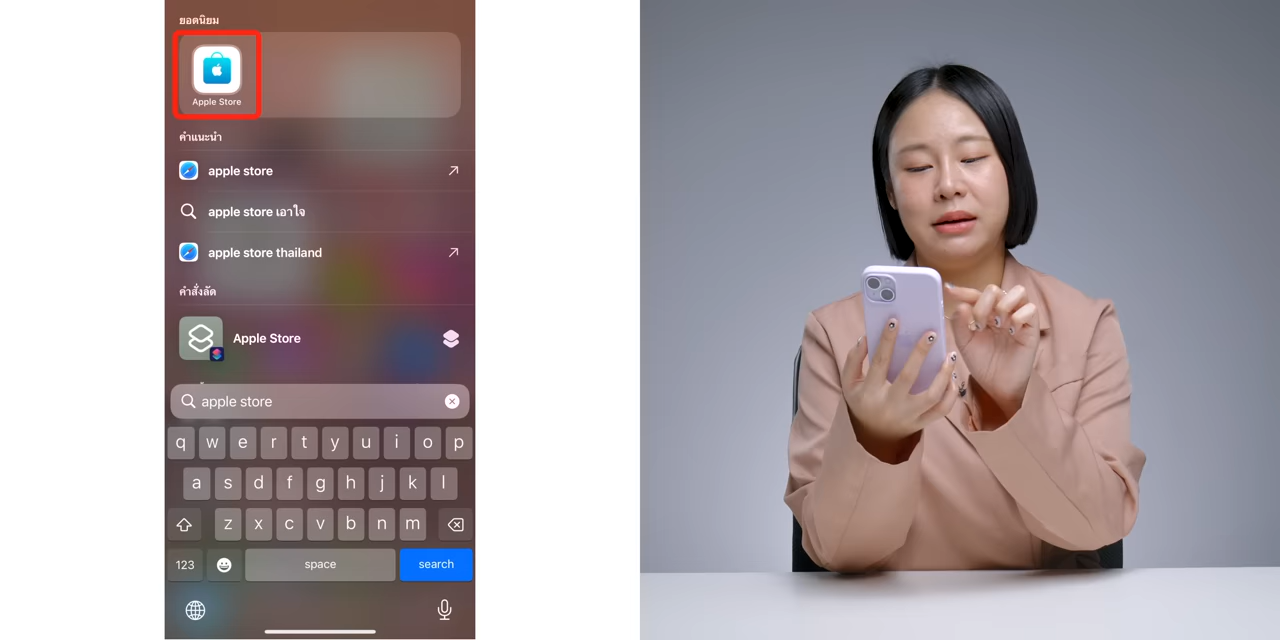 ยอดนิยม
Apple Store
คำแนะนำ
apple store
apple store เอาใจ
apple store thailand
คำสั่งลัด
Apple Store
apple store
q w e r t y u i o p
a s d f g h j k l
z x c v b n m
123 space search